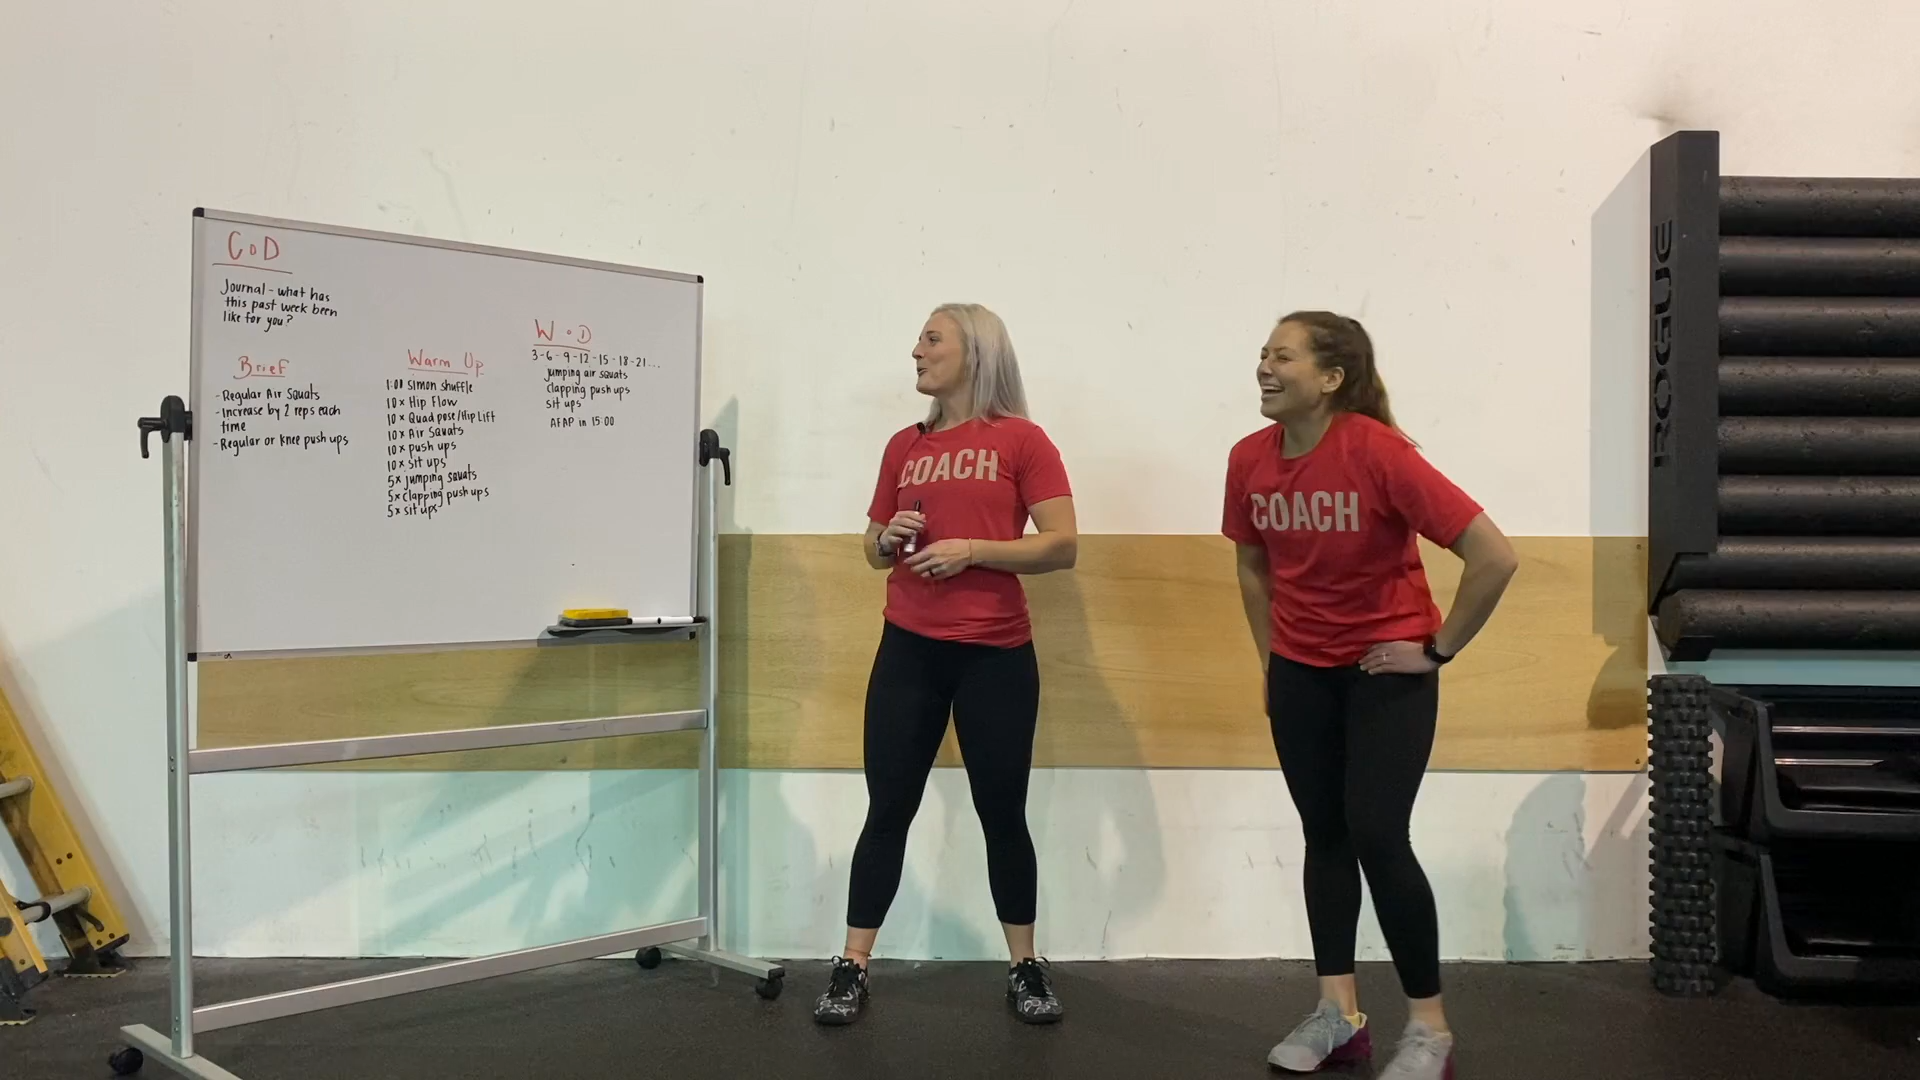 CoD
Journal - what has
this past week been
like for you?
Brief
- Regular Air Squats
- Increase by 2 reps each
time
- Regular or knee push ups
Warm Up
1:00 Simon shuffle
10x Hip Flow
10x Quad pose/Hip Lift
10x Air Squats
10x push ups
10x sit ups
5x jumping squats
5x clapping push ups
5x sit ups
WoD
3-6-9-12-15-18-21...
jumping air squats
clapping push ups
sit ups
AFAP in 15:00
COACH
COACH
ROGUE